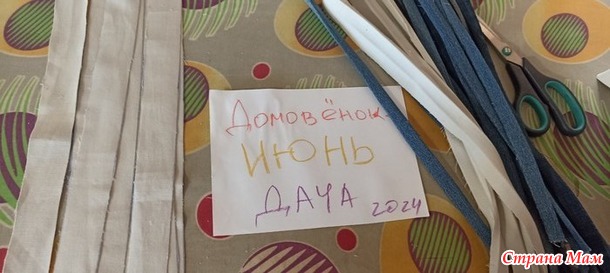 Домовёнок
ИЮНЬ
ДАЧА 2024
Страна Мам